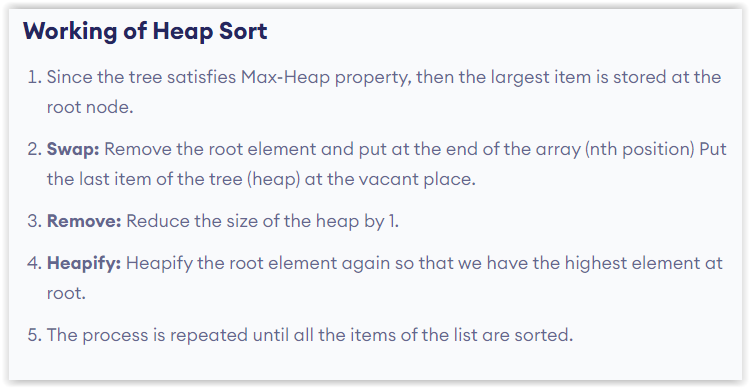 Working of Heap Sort
1. Since the tree satisfies Max-Heap property, then the largest item is stored at the
root node.
2. Swap: Remove the root element and put at the end of the array (nth position) Put
the last item of the tree (heap) at the vacant place.
3. Remove: Reduce the size of the heap by 1.
4. Heapify: Heapify the root element again so that we have the highest element at
root.
5. The process is repeated until all the items of the list are sorted.